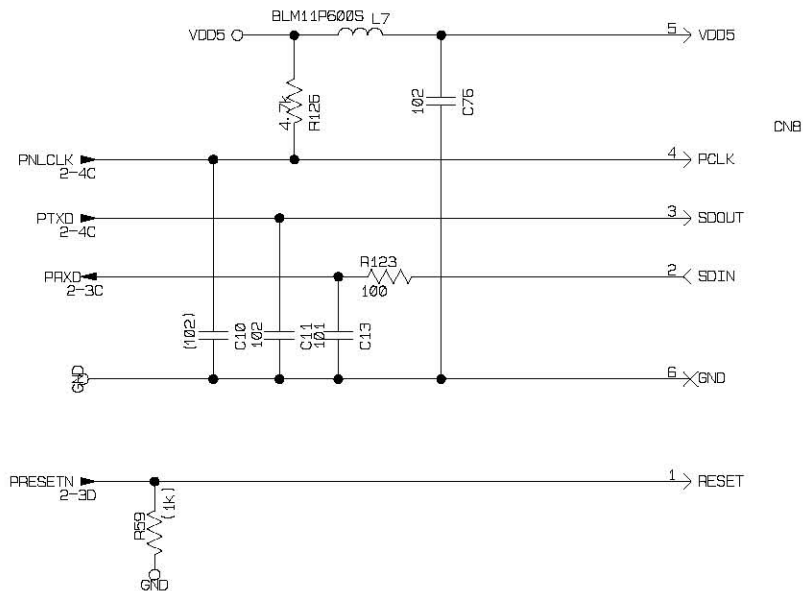 BLM11P600S L7
VDD5
5 VDD5
4.7k
R126
102
C76
CN8
PNLCLK
2-4C
4 PCLK
PTXD
2-4C
3 SDOUT
PRXD
2-3C
R123
100
2 SDIN
(102)
C10
102
C11
101
C13
GND
6 GND
PRESETN
2-3D
1 RESET
R59
(1k)
GND